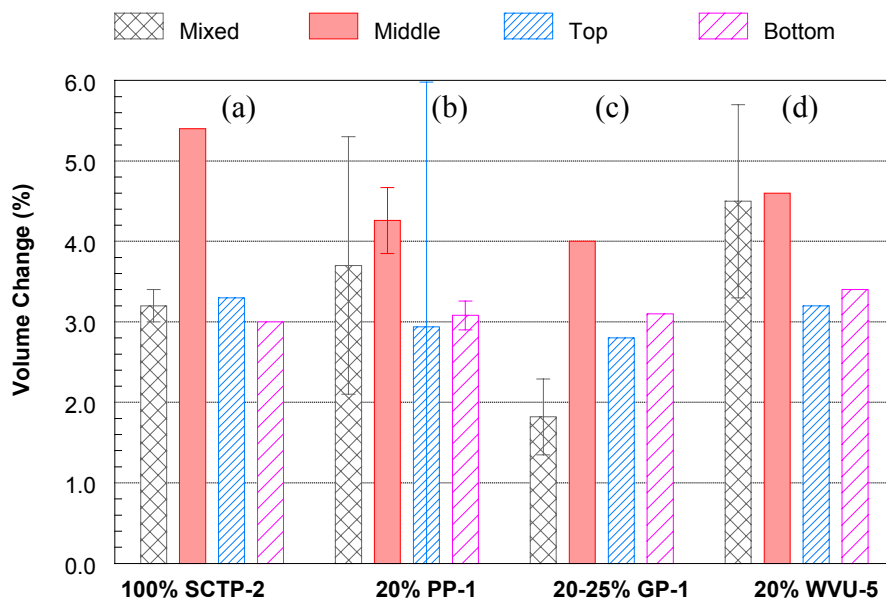 Mixed Middle Top Bottom
6.0 (a) (b) (c) (d)
5.0
4.0
3.0
2.0
1.0
0.0
Volume Change (%)
100% SCTP-2 20% PP-1 20-25% GP-1 20% WVU-5